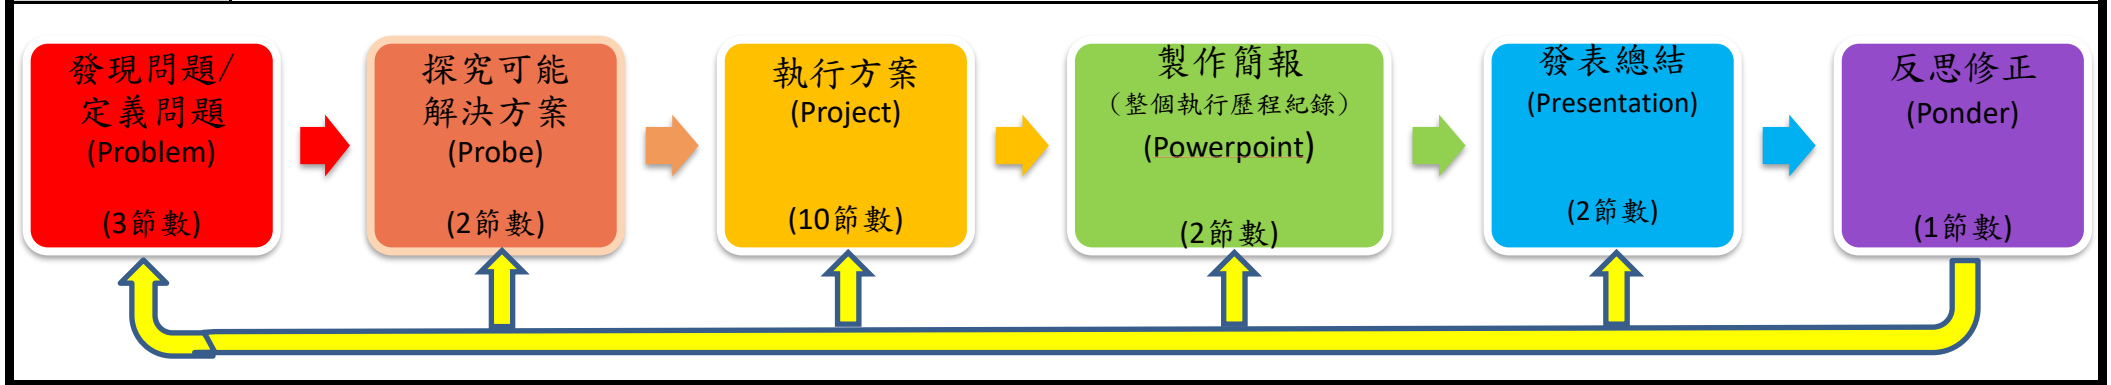 發現問題/
定義問題
(Problem)
(3節數)
探究可能
解決方案
(Probe)
(2節數)
執行方案
(Project)
(10節數)
製作簡報
（整個執行歷程紀錄）
(Powerpoint)
(2節數)
發表總結
(Presentation)
(2節數)
反思修正
(Ponder)
(1節數)